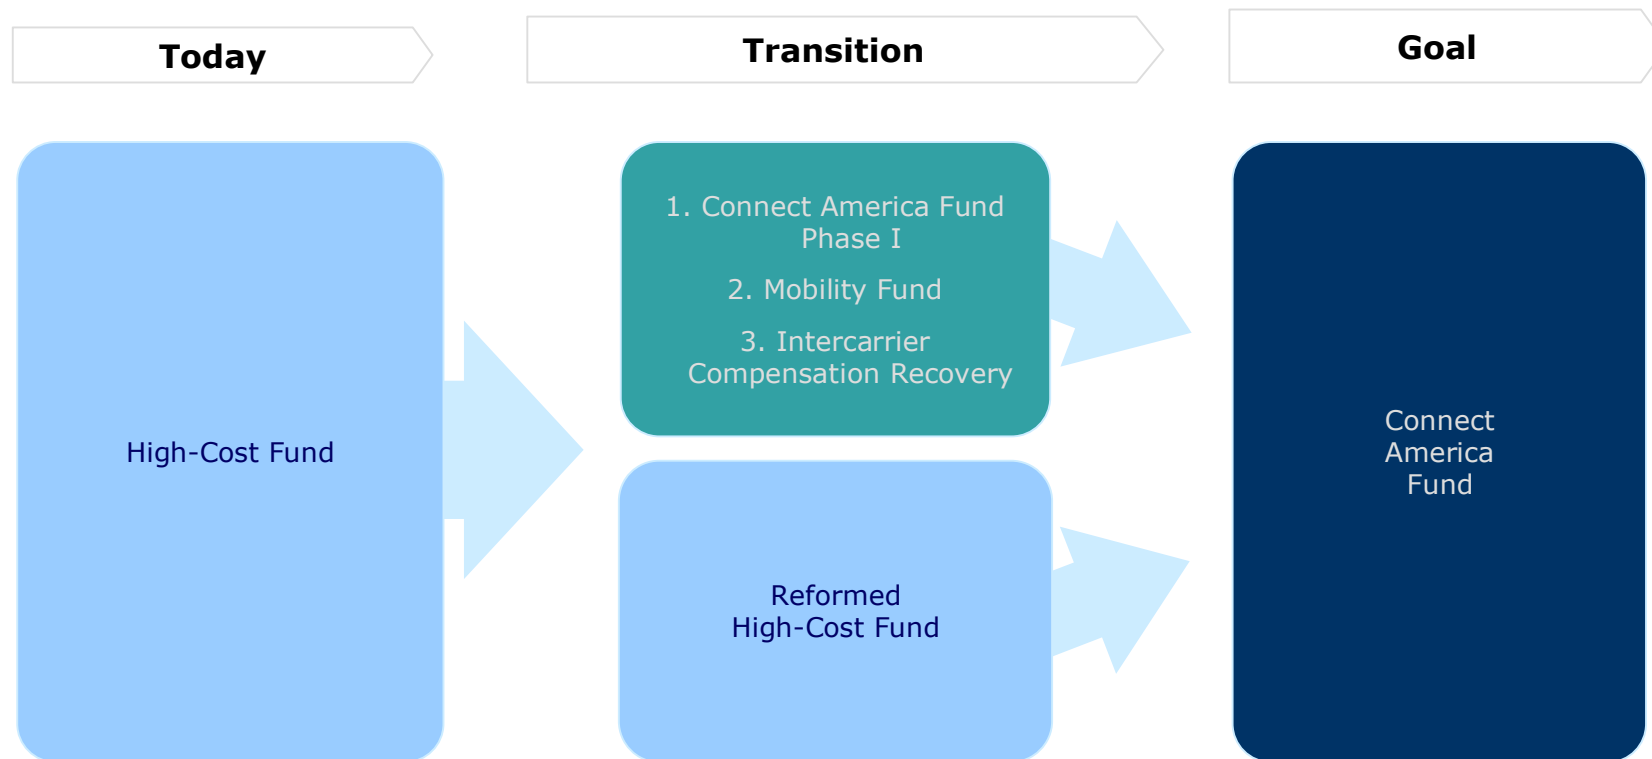 Today
Transition
Goal
High-Cost Fund
1. Connect America Fund
Phase I
2. Mobility Fund
3. Intercarrier
Compensation Recovery
Reformed
High-Cost Fund
Connect
America
Fund